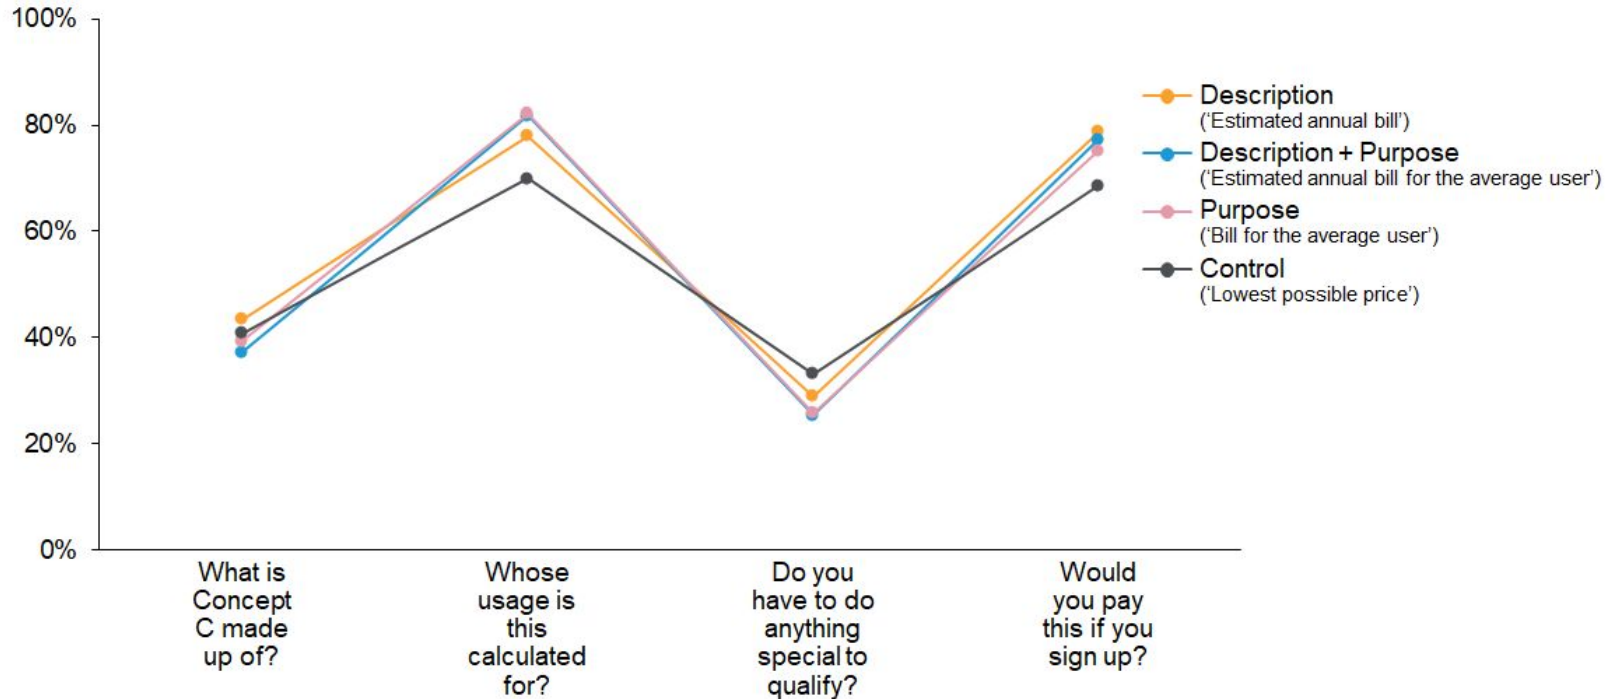 100%
80%
60%
40%
20%
0%
What is
Concept
C made
up of?
Whose
usage is
this
calculated
for?
Do you
have to do
anything
special to
qualify?
Would
you pay
this if you
sign up?
Description
(‘Estimated annual bill’)
Description + Purpose
(‘Estimated annual bill for the average user’)
Purpose
(‘Bill for the average user’)
Control
(‘Lowest possible price’)